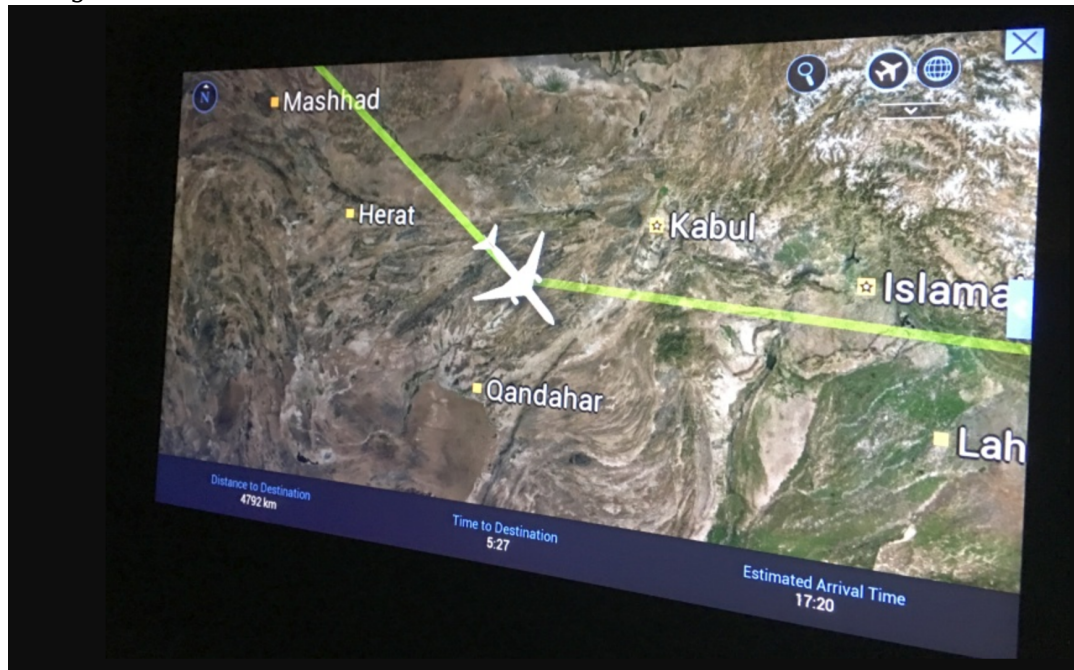 N
Mashhad
Herat
Kabul
Islama
Qandahar
Lah
Distance to Destination
4792 km
Time to Destination
5:27
Estimated Arrival Time
17:20